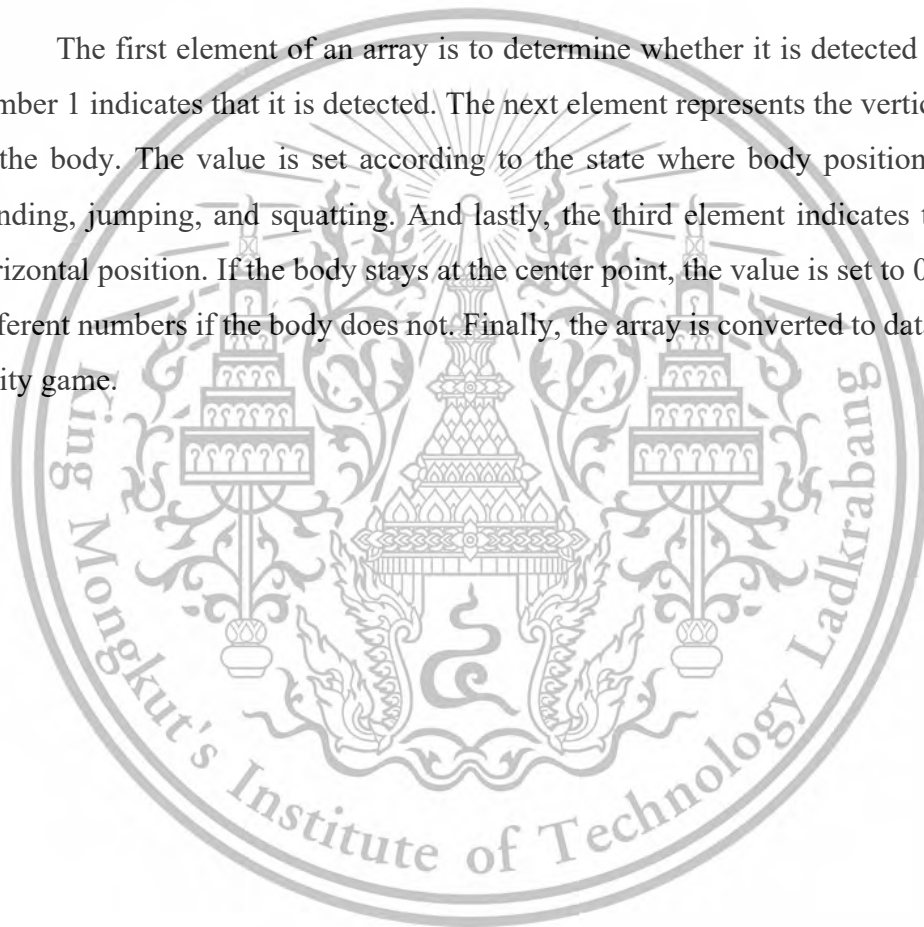 The first element of an array is to determine whether it is detected
mber 1 indicates that it is detected. The next element represents the vertic
the body. The value is set according to the state where body position
nding, jumping, and squatting. And lastly, the third element indicates t
rizontal position. If the body stays at the center point, the value is set to 0
fferent numbers if the body does not. Finally, the array is converted to dat
ity game.
King Mongkut's Institute of Technology Ladkrabang